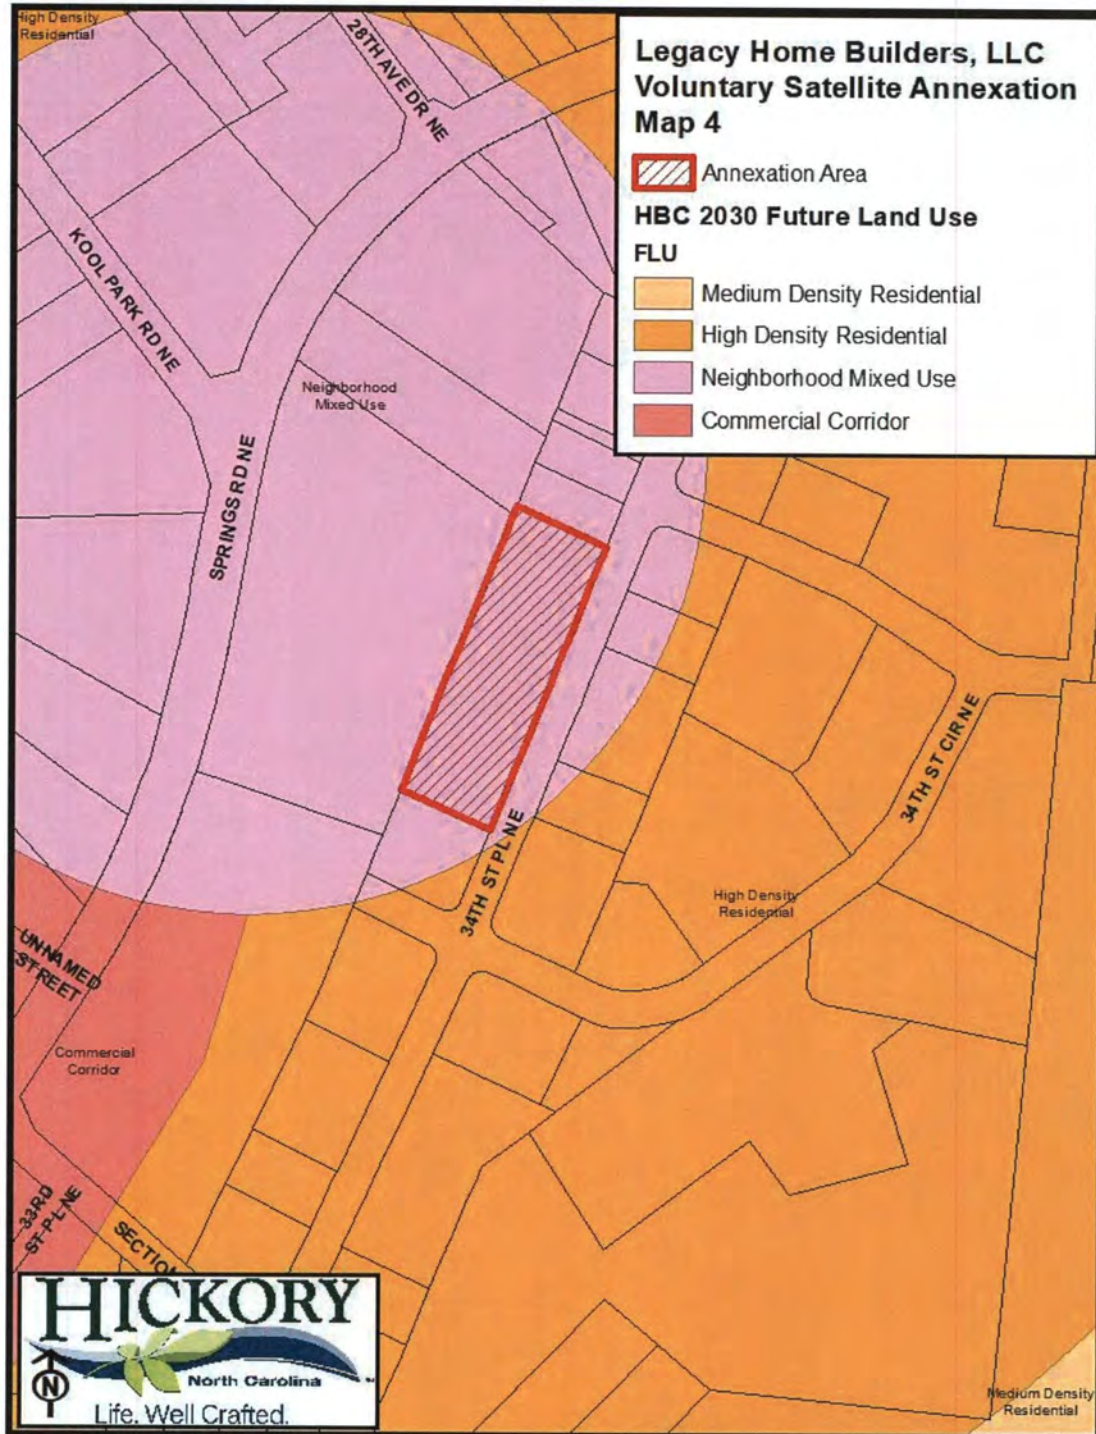 High Density
Residential
28TH AVE DR NE
Legacy Home Builders, LLC
Voluntary Satellite Annexation
Map 4
Annexation Area
HBC 2030 Future Land Use
FLU
Medium Density Residential
High Density Residential
Neighborhood Mixed Use
Commercial Corridor
KOOL PARK RD NE
Neighborhood
Mixed Use
SPRINGS RD NE
34TH ST CIR NE
34TH ST PL NE
High Density
Residential
UNNAMED
STREET
Commercial
Corridor
33RD
ST PL NE
SECTION
HICKORY
North Carolina
Life. Well Crafted.
N
Medium Density
Residential